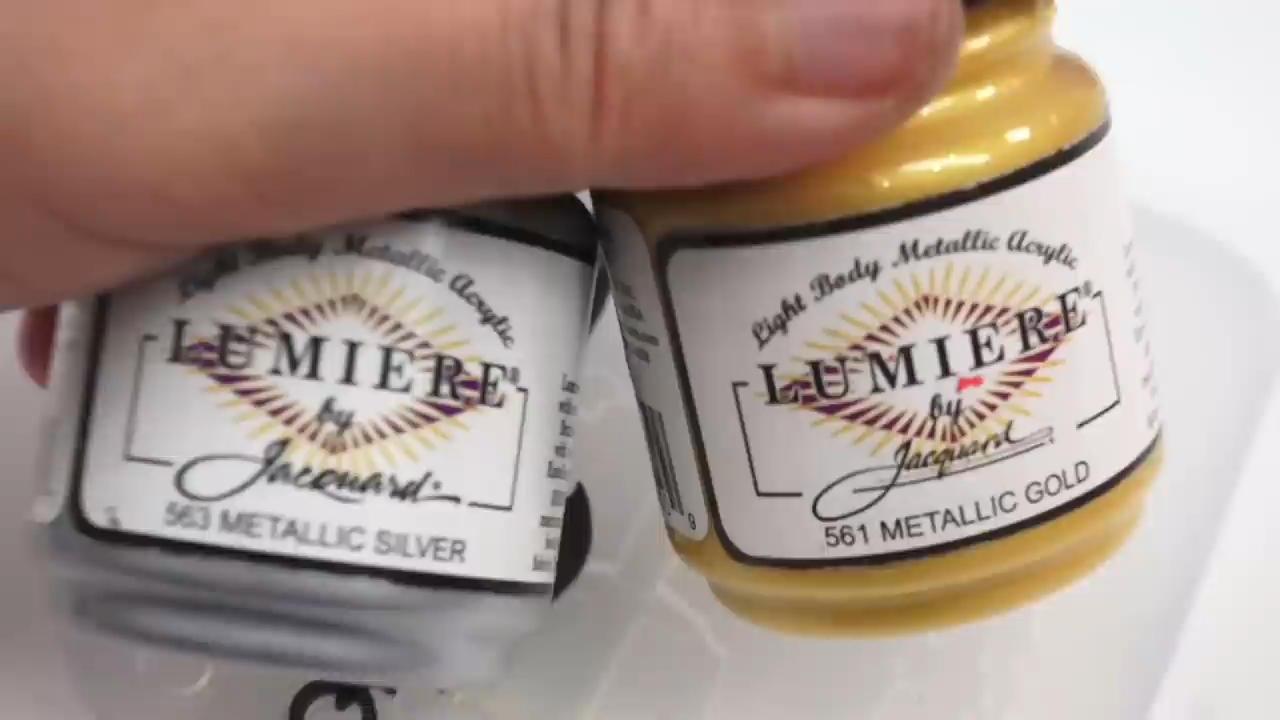 Light Body Metallic Acrylic
LUMIERE®
by
Jacquard
563 METALLIC SILVER
Light Body Metallic Acrylic
LUMIERE®
by
Jacquard
561 METALLIC GOLD
9